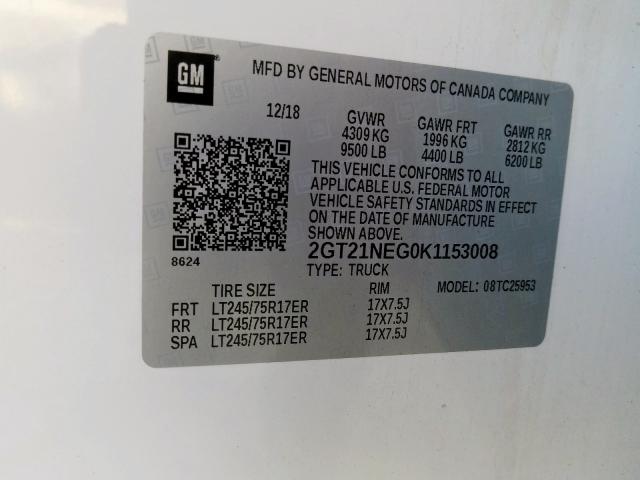 GM
MFD BY GENERAL MOTORS OF CANADA COMPANY
12/18 GVWR GAWR FRT GAWR RR
4309 KG 1996 KG 2812 KG
9500 LB 4400 LB 6200 LB
THIS VEHICLE CONFORMS TO ALL
APPLICABLE U.S. FEDERAL MOTOR
VEHICLE SAFETY STANDARDS IN EFFECT
ON THE DATE OF MANUFACTURE
SHOWN ABOVE.
8624 2GT21NEG0K1153008
TYPE: TRUCK MODEL: 08TC25953
TIRE SIZE RIM
FRT LT245/75R17ER 17X7.5J
RR LT245/75R17ER 17X7.5J
SPA LT245/75R17ER 17X7.5J